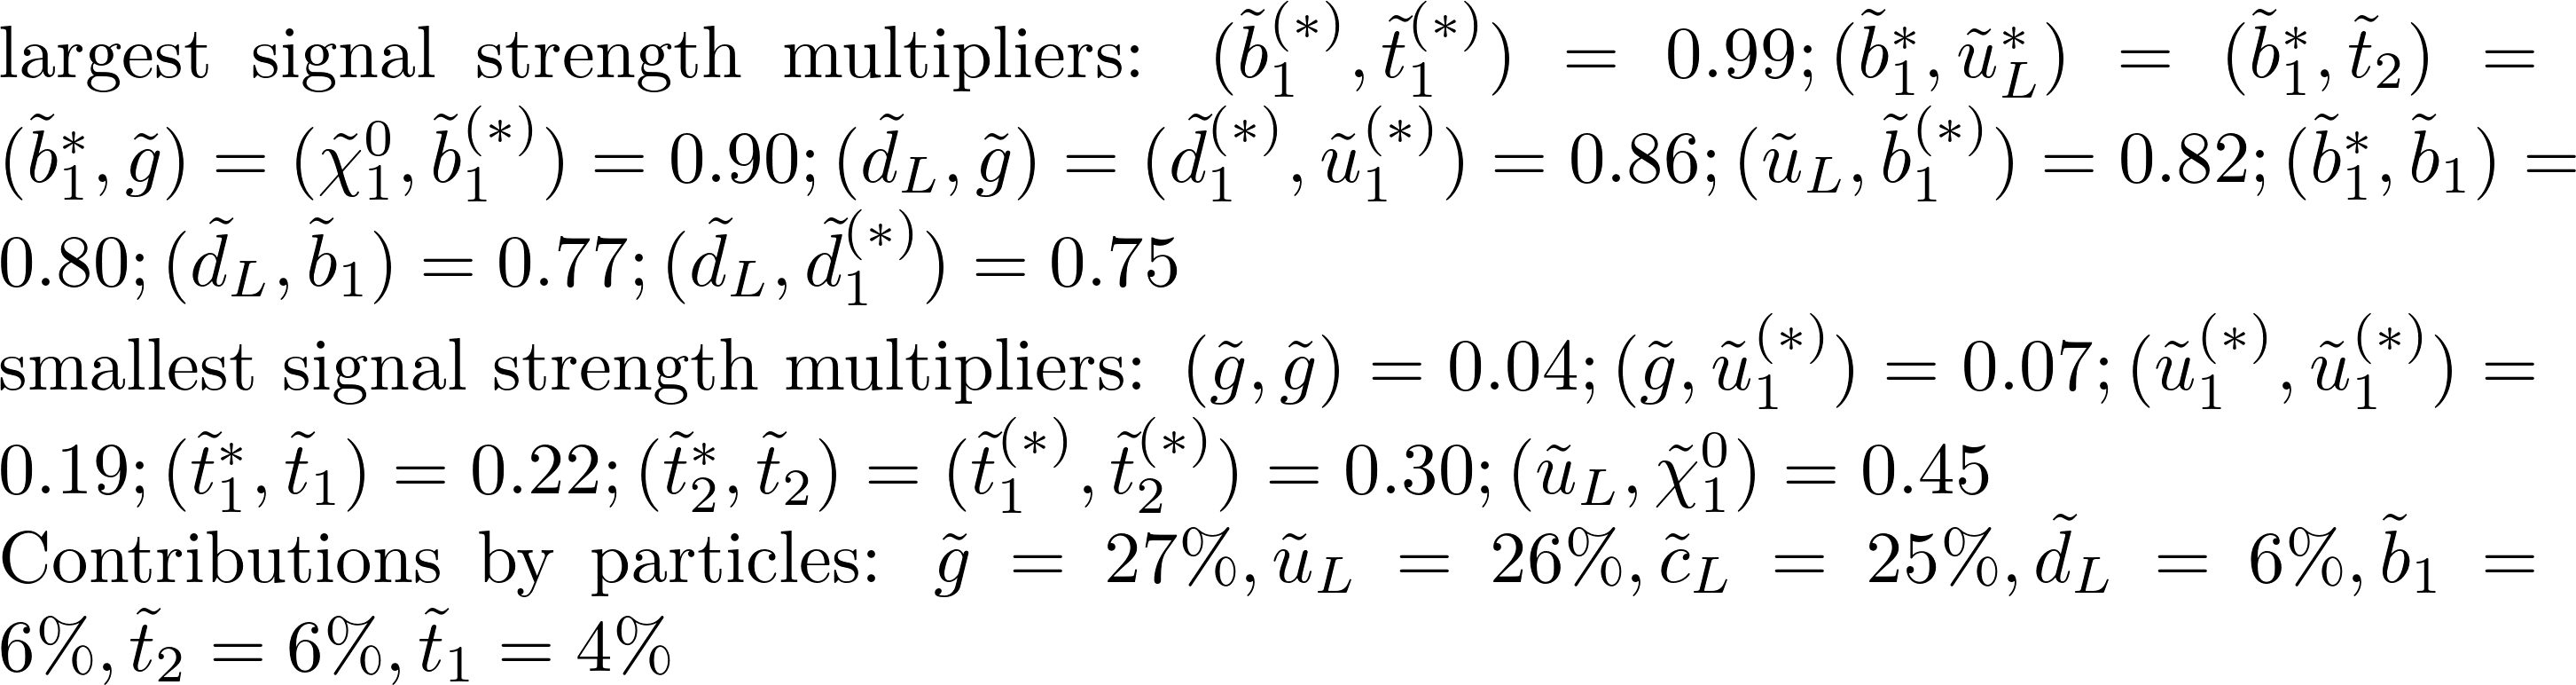 largest signal strength multipliers: $(\tilde{b}_1^{(*)}, \tilde{t}_1^{(*)}) = 0.99; (\tilde{b}_1^*, \tilde{u}_L^*) = (\tilde{b}_1^*, \tilde{t}_2) =$
$(\tilde{b}_1^*, \tilde{g}) = (\tilde{\chi}_1^0, \tilde{b}_1^{(*)}) = 0.90; (\tilde{d}_L, \tilde{g}) = (\tilde{d}_1^{(*)}, \tilde{u}_1^{(*)}) = 0.86; (\tilde{u}_L, \tilde{b}_1^{(*)}) = 0.82; (\tilde{b}_1^*, \tilde{b}_1) =$
$0.80; (\tilde{d}_L, \tilde{b}_1) = 0.77; (\tilde{d}_L, \tilde{d}_1^{(*)}) = 0.75$
smallest signal strength multipliers: $(\tilde{g}, \tilde{g}) = 0.04; (\tilde{g}, \tilde{u}_1^{(*)}) = 0.07; (\tilde{u}_1^{(*)}, \tilde{u}_1^{(*)}) =$
$0.19; (\tilde{t}_1^*, \tilde{t}_1) = 0.22; (\tilde{t}_2^*, \tilde{t}_2) = (\tilde{t}_1^{(*)}, \tilde{t}_2^{(*)}) = 0.30; (\tilde{u}_L, \tilde{\chi}_1^0) = 0.45$
Contributions by particles: $\tilde{g} = 27\%, \tilde{u}_L = 26\%, \tilde{c}_L = 25\%, \tilde{d}_L = 6\%, \tilde{b}_1 =$
$6\%, \tilde{t}_2 = 6\%, \tilde{t}_1 = 4\%$